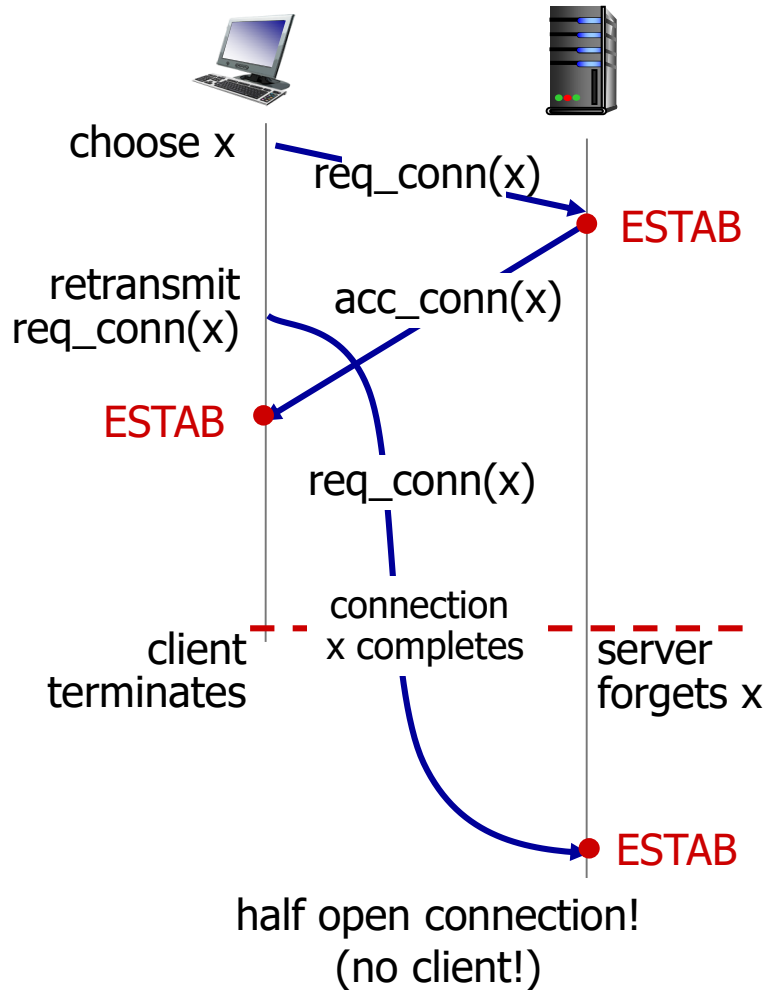 choose x
req_conn(x)
ESTAB
retransmit
req_conn(x)
acc_conn(x)
ESTAB
req_conn(x)
connection
x completes
client
terminates
server
forgets x
ESTAB
half open connection!
(no client!)